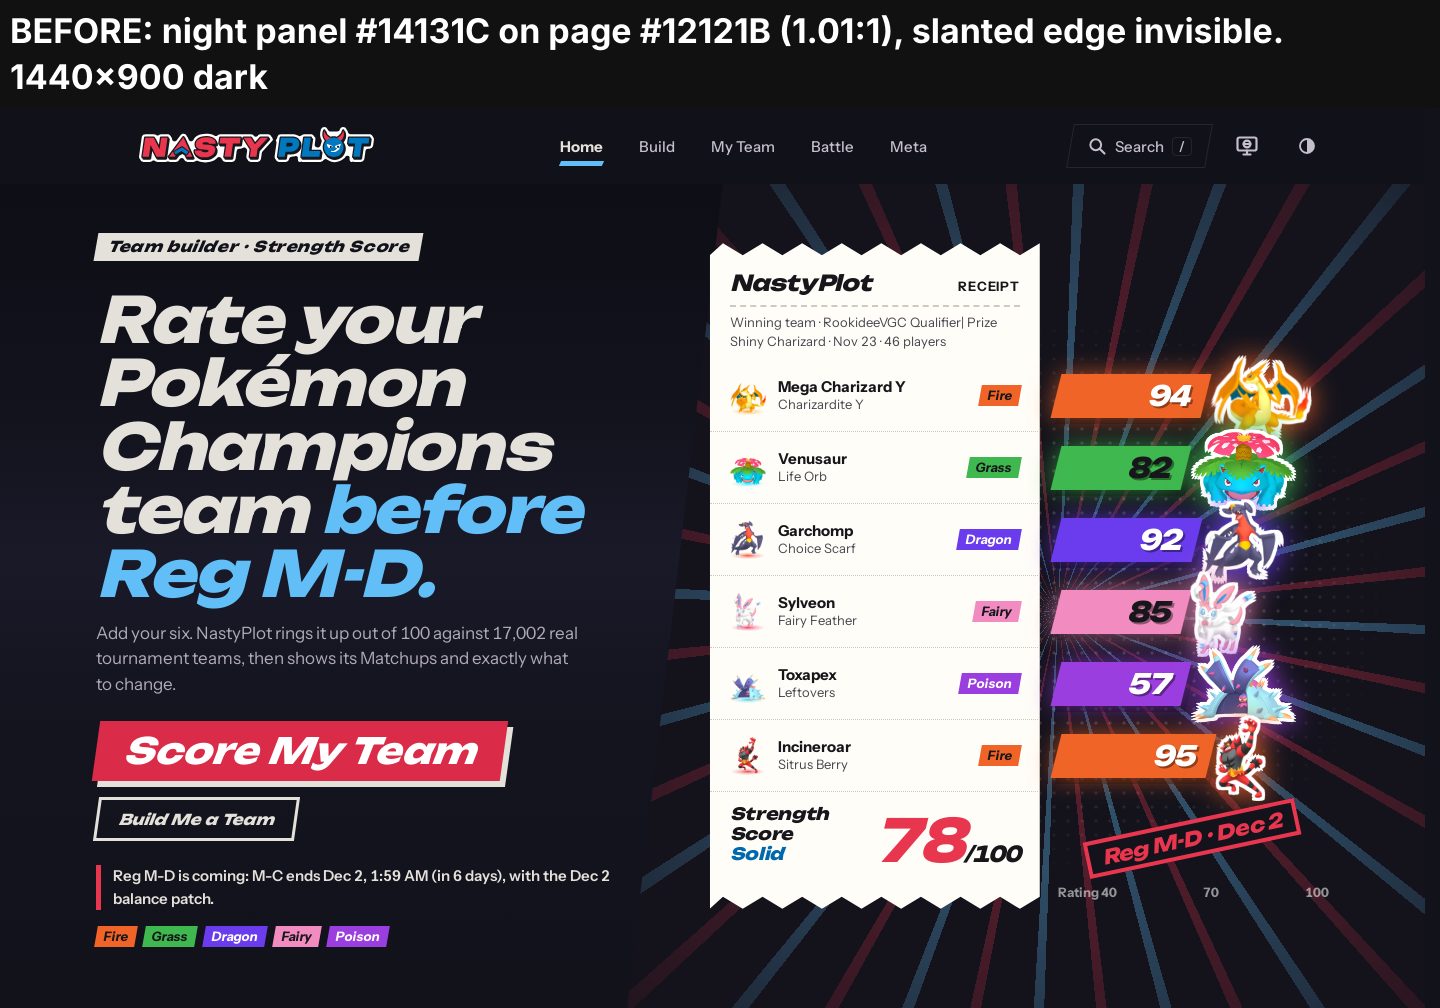 BEFORE: night panel #14131C on page #12121B (1.01:1), slanted edge invisible.
1440×900 dark
NASTY PLOT
Home Build My Team Battle Meta Search /
Team builder · Strength Score
Rate your
Pokémon
Champions
team before
Reg M-D.
Add your six. NastyPlot rings it up out of 100 against 17,002 real
tournament teams, then shows its Matchups and exactly what
to change.
Score My Team
Build Me a Team
Reg M-D is coming: M-C ends Dec 2, 1:59 AM (in 6 days), with the Dec 2
balance patch.
Fire Grass Dragon Fairy Poison
NastyPlot RECEIPT
Winning team · RookideeVGC Qualifier| Prize
Shiny Charizard · Nov 23 · 46 players
Mega Charizard Y
Charizardite Y
Fire
94
Venusaur
Life Orb
Grass
82
Garchomp
Choice Scarf
Dragon
92
Sylveon
Fairy Feather
Fairy
85
Toxapex
Leftovers
Poison
57
Incineroar
Sitrus Berry
Fire
95
Strength
Score
Solid
78/100
Reg M-D · Dec 2
Rating 40 70 100